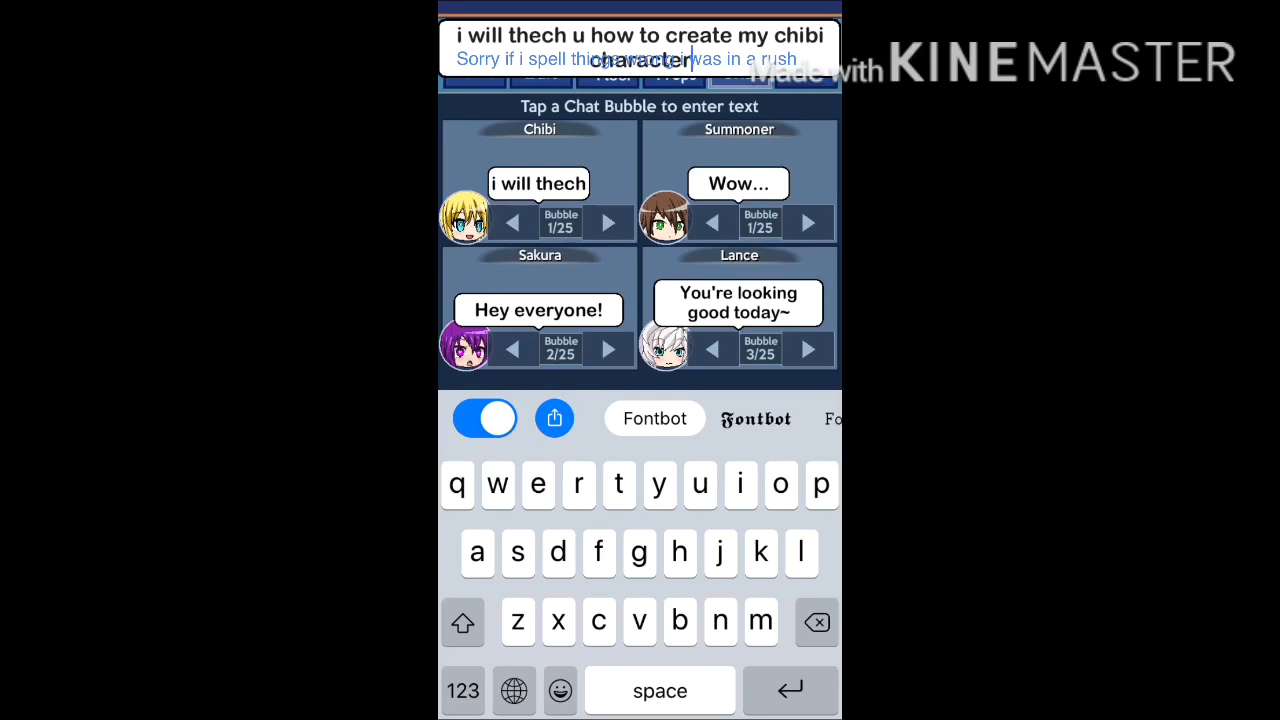 i will thech u how to create my chibi
character
Sorry if i spell things wrong i was in a rush
Made with KINEMASTER
Props
Tap a Chat Bubble to enter text
Chibi
i will thech
Bubble
1/25
Summoner
Wow...
Bubble
1/25
Sakura
Hey everyone!
Bubble
2/25
Lance
You're looking
good today~
Bubble
3/25
Fontbot
𝕱𝖔𝖓𝖙𝖇𝖔𝖙
Fo
q w e r t y u i o p
a s d f g h j k l
z x c v b n m
123
space